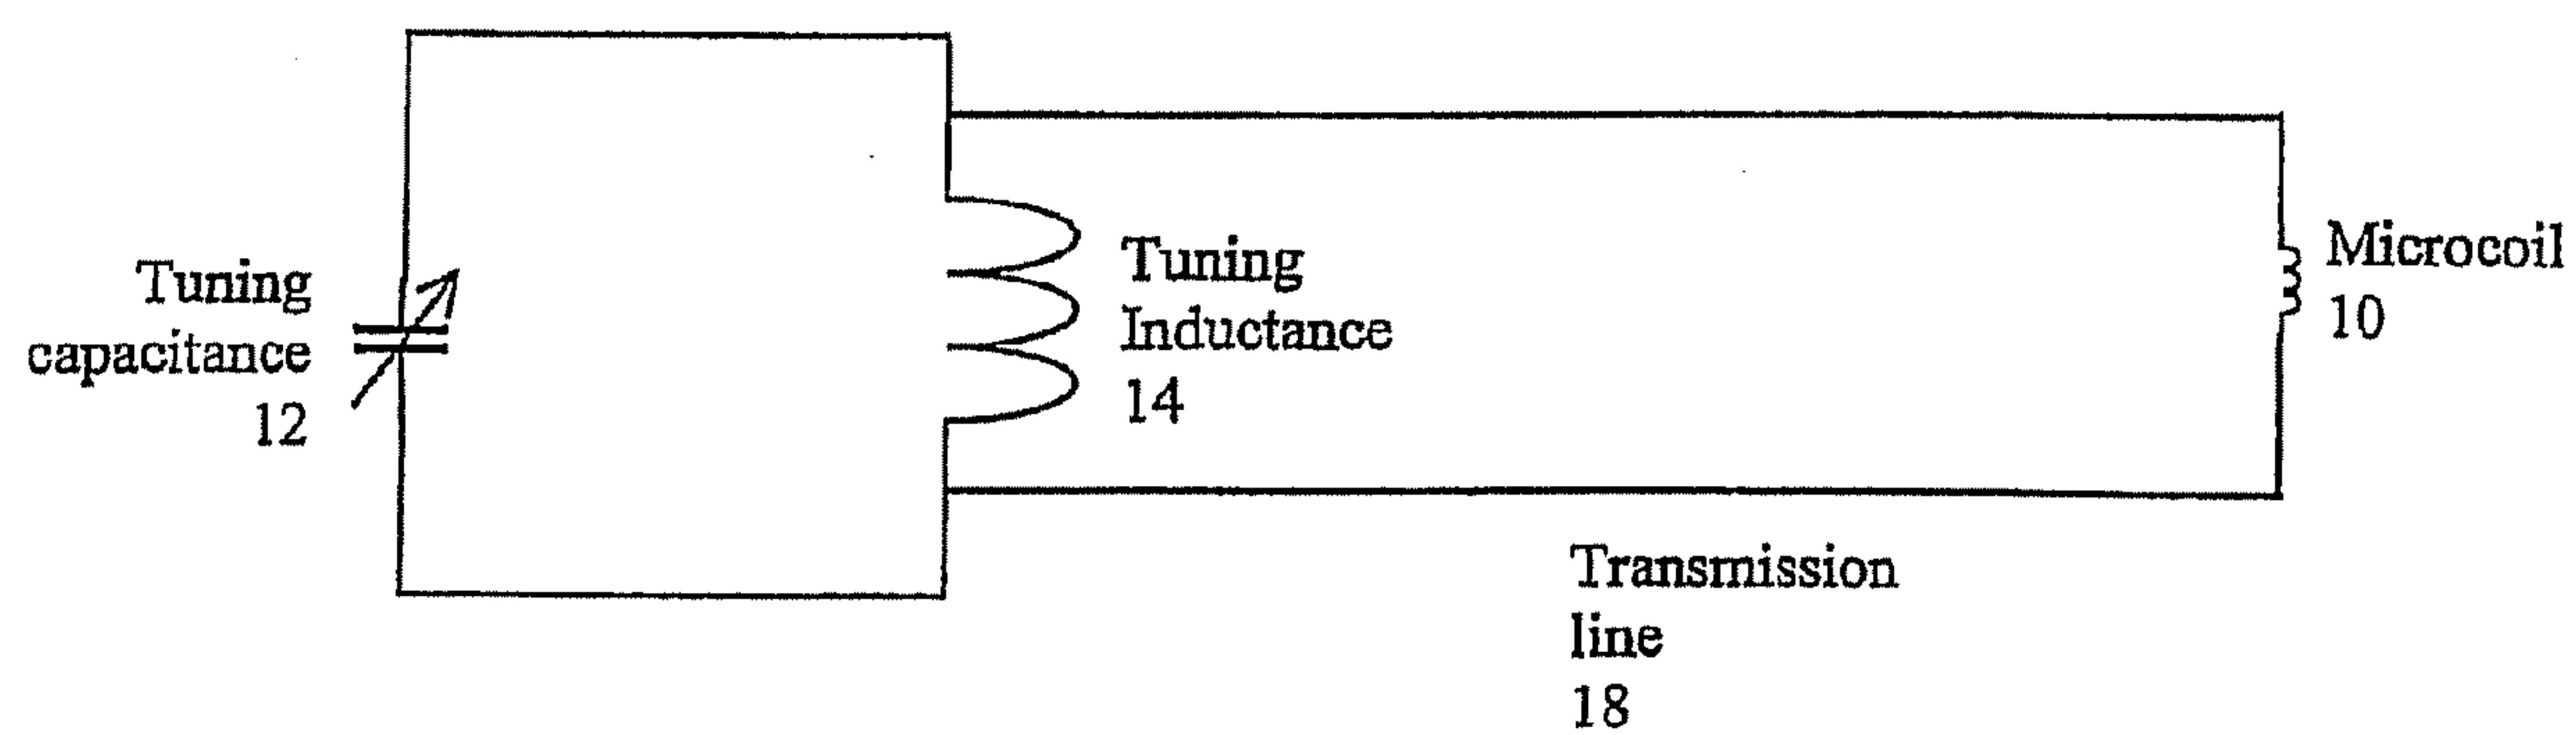 Tuning
capacitance
12
Tuning
Inductance
14
Microcoil
10
Transmission
line
18